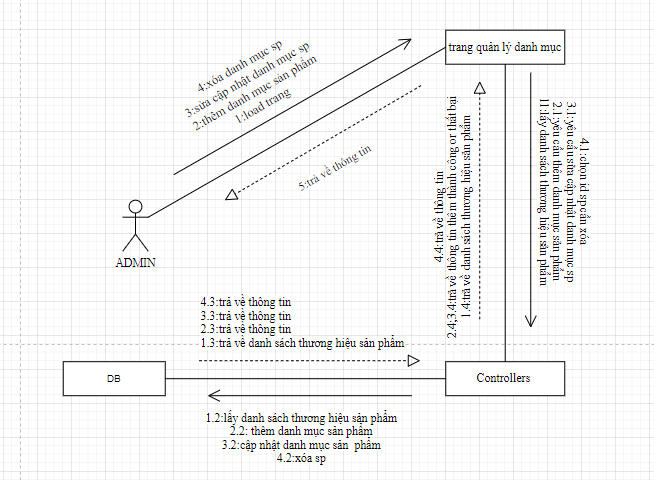 trang quản lý danh mục
4:xóa danh mục sp
3:sửa cập nhật danh mục sp
2:thêm danh mục sản phẩm
1:load trang
5:trả về thông tin
ADMIN
4.4:trả về thông tin
2.4;3.4:trả về thông tin thêm thành công or thất bại
1.4:trả về danh sách thương hiệu sản phẩm
4.1:chọn id sp cần xóa
3.1:yêu cầu sửa cập nhật danh mục sp
2.1:yêu cầu thêm danh mục sản phẩm
11:lấy danh sách thương hiệu sản phẩm
4.3:trả về thông tin
3.3:trả về thông tin
2.3:trả về thông tin
1.3:trả về danh sách thương hiệu sản phẩm
DB
Controllers
1.2:lấy danh sách thương hiệu sản phẩm
2.2: thêm danh mục sản phẩm
3.2:cập nhật danh mục sản  phẩm
4.2:xóa sp